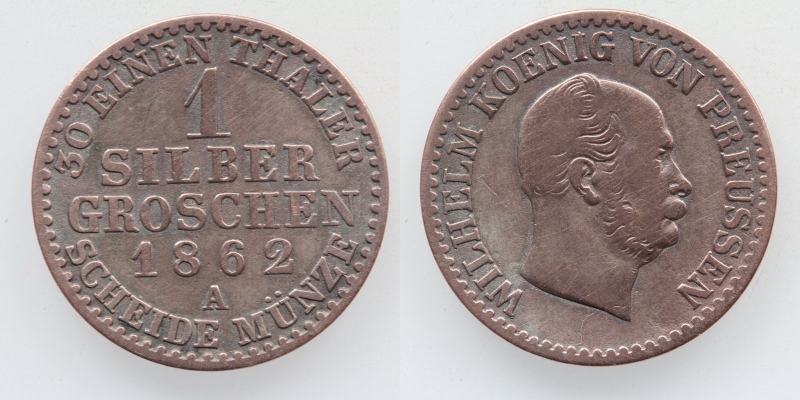 30 EINEN THALER
1
SILBER
GROSCHEN
1862
A
SCHEIDE MÜNZE
WILHELM KOENIG VON PREUSSEN